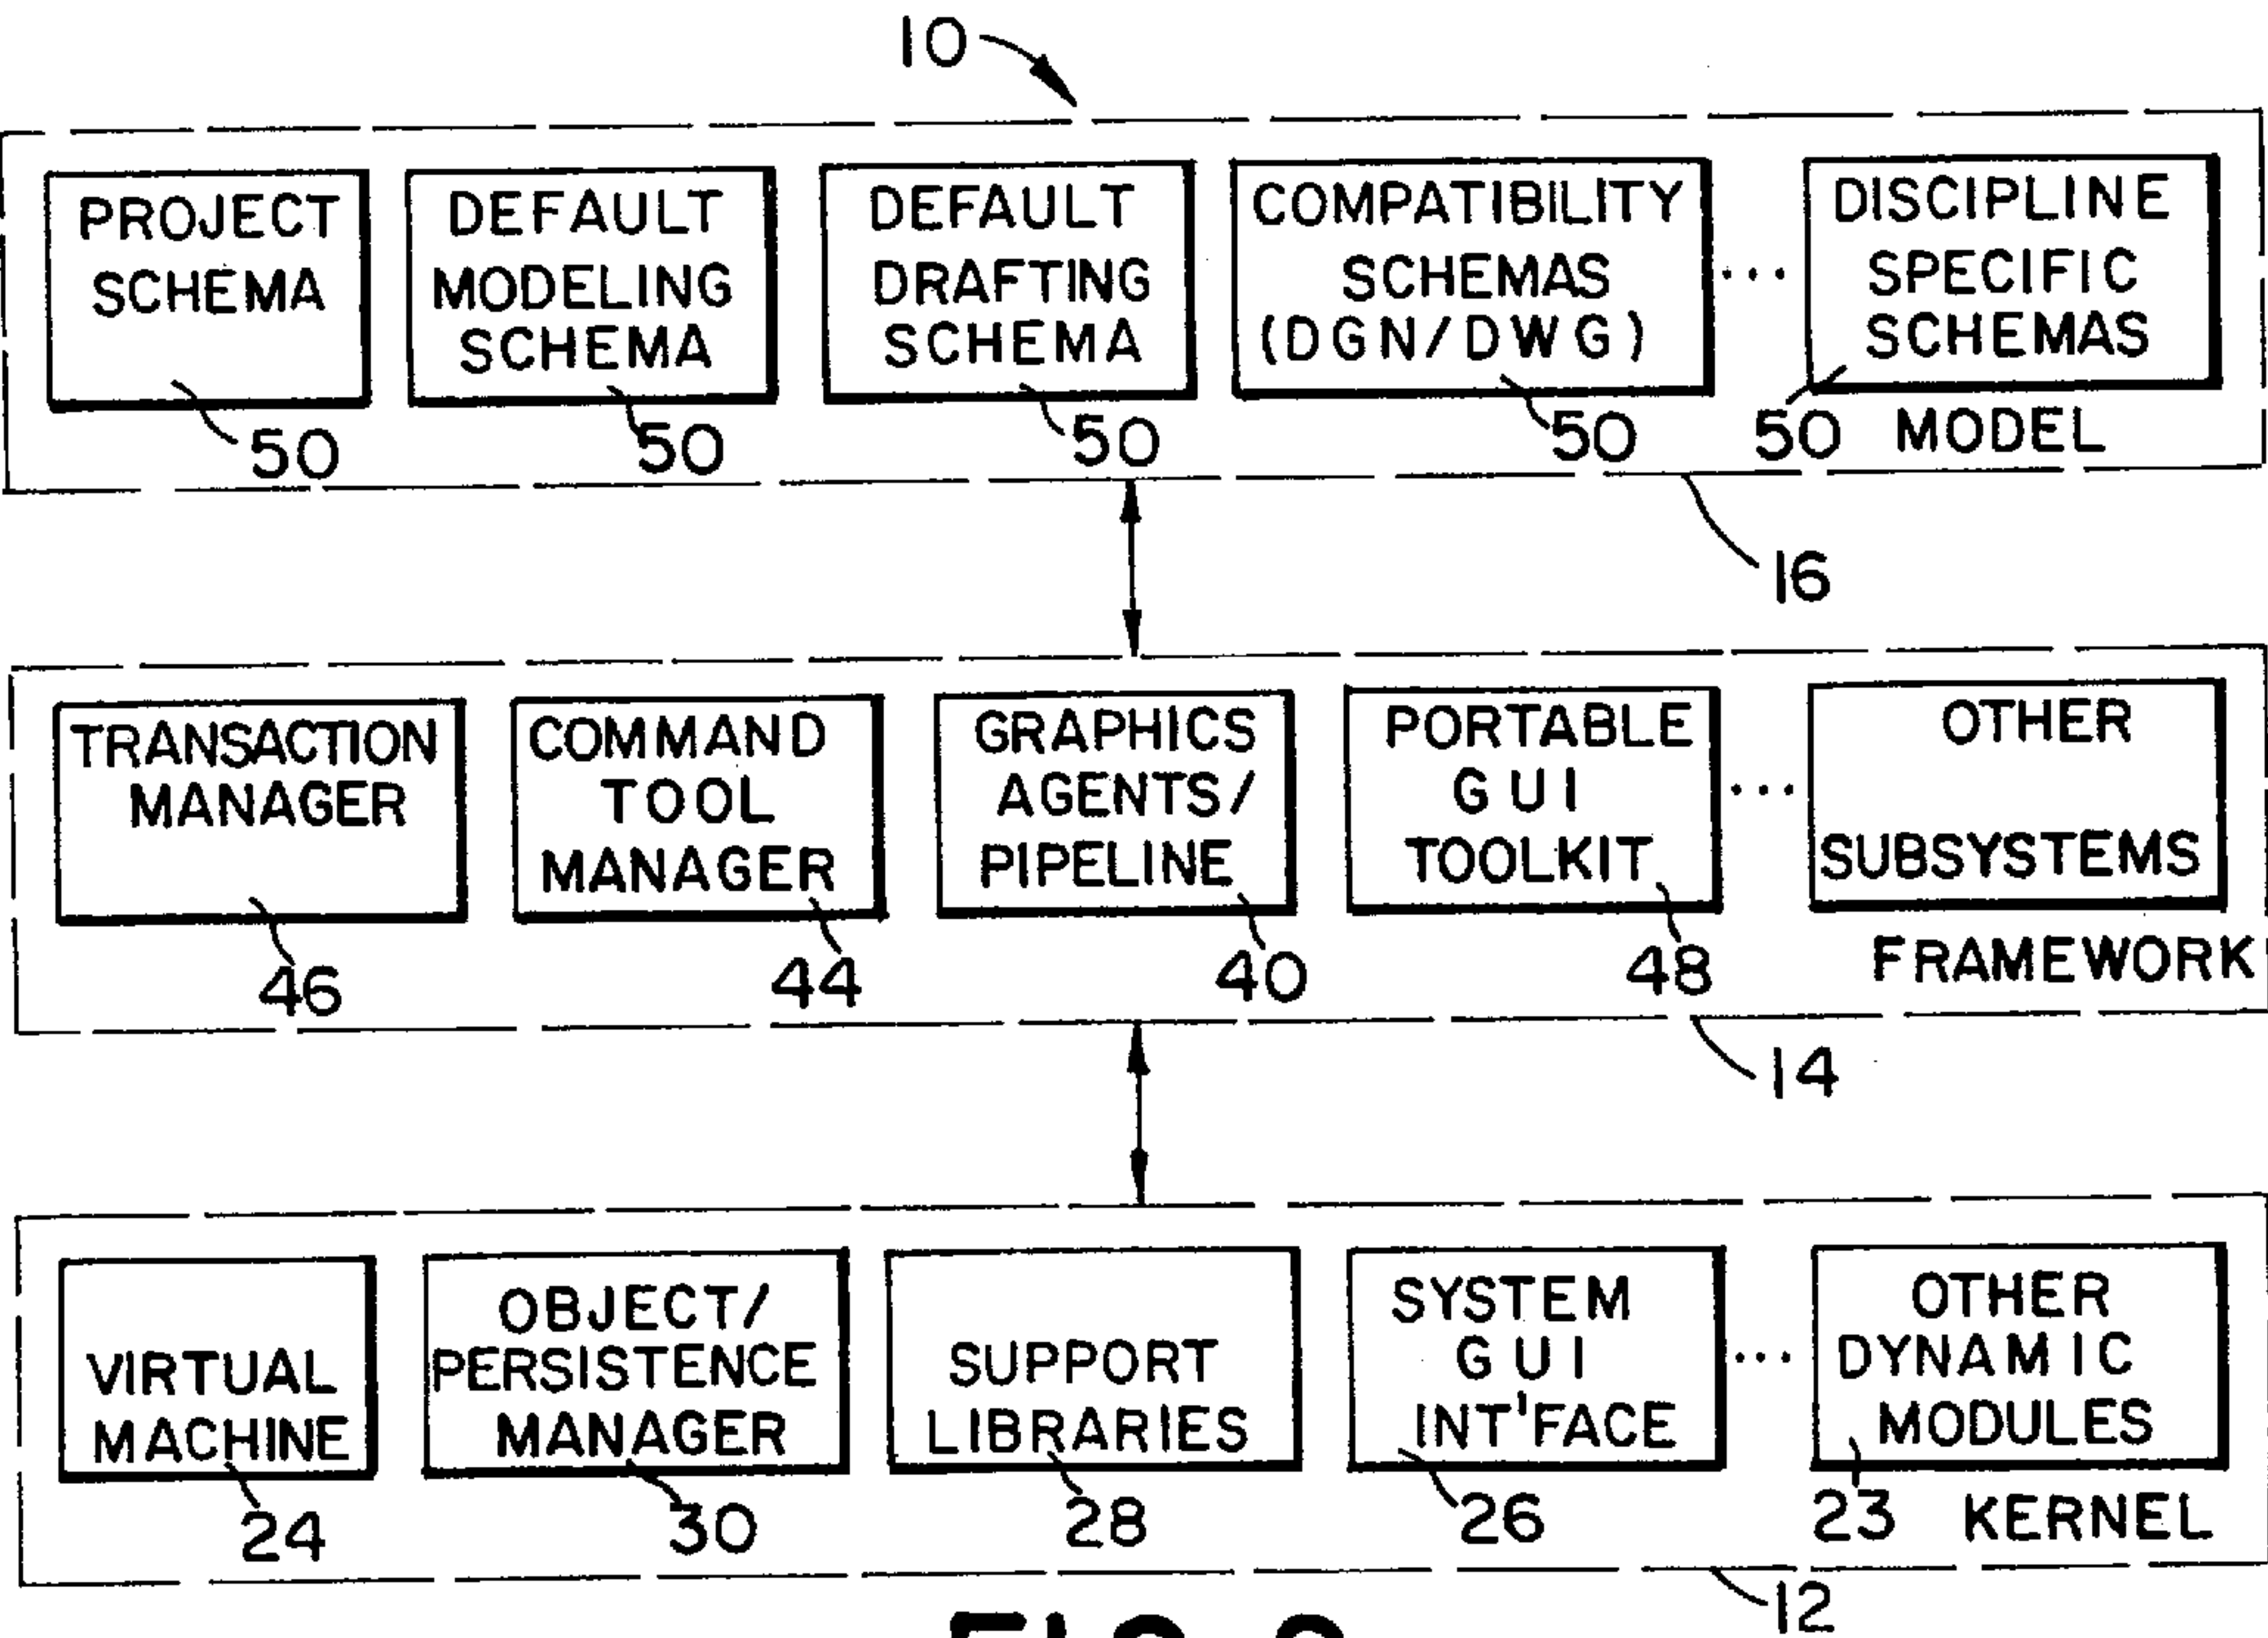 10
PROJECT
SCHEMA
50
DEFAULT
MODELING
SCHEMA
50
DEFAULT
DRAFTING
SCHEMA
50
COMPATIBILITY
SCHEMAS
(DGN/DWG)
50
...
DISCIPLINE
SPECIFIC
SCHEMAS
50
MODEL
16
TRANSACTION
MANAGER
46
COMMAND
TOOL
MANAGER
44
GRAPHICS
AGENTS/
PIPELINE
40
PORTABLE
GUI
TOOLKIT
48
...
OTHER
SUBSYSTEMS
FRAMEWORK
14
VIRTUAL
MACHINE
24
OBJECT/
PERSISTENCE
MANAGER
30
SUPPORT
LIBRARIES
28
SYSTEM
GUI
INT'FACE
26
...
OTHER
DYNAMIC
MODULES
23
KERNEL
12